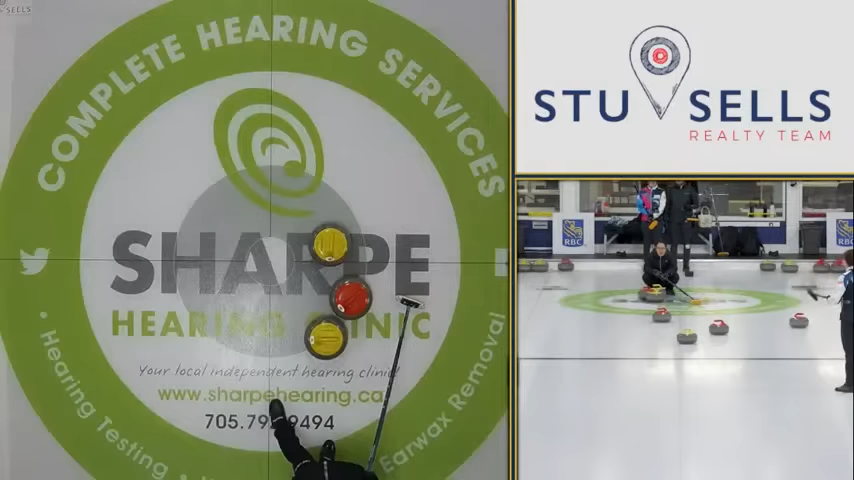 SELLS
COMPLETE HEARING SERVICES
SHARPE
HEARING CLINIC
Your local independent hearing clinic
www.sharpehearing.ca
705.79 9494
• Hearing Testing •
Earwax Removal
STU SELLS
REALTY TEAM
RBC
RBC